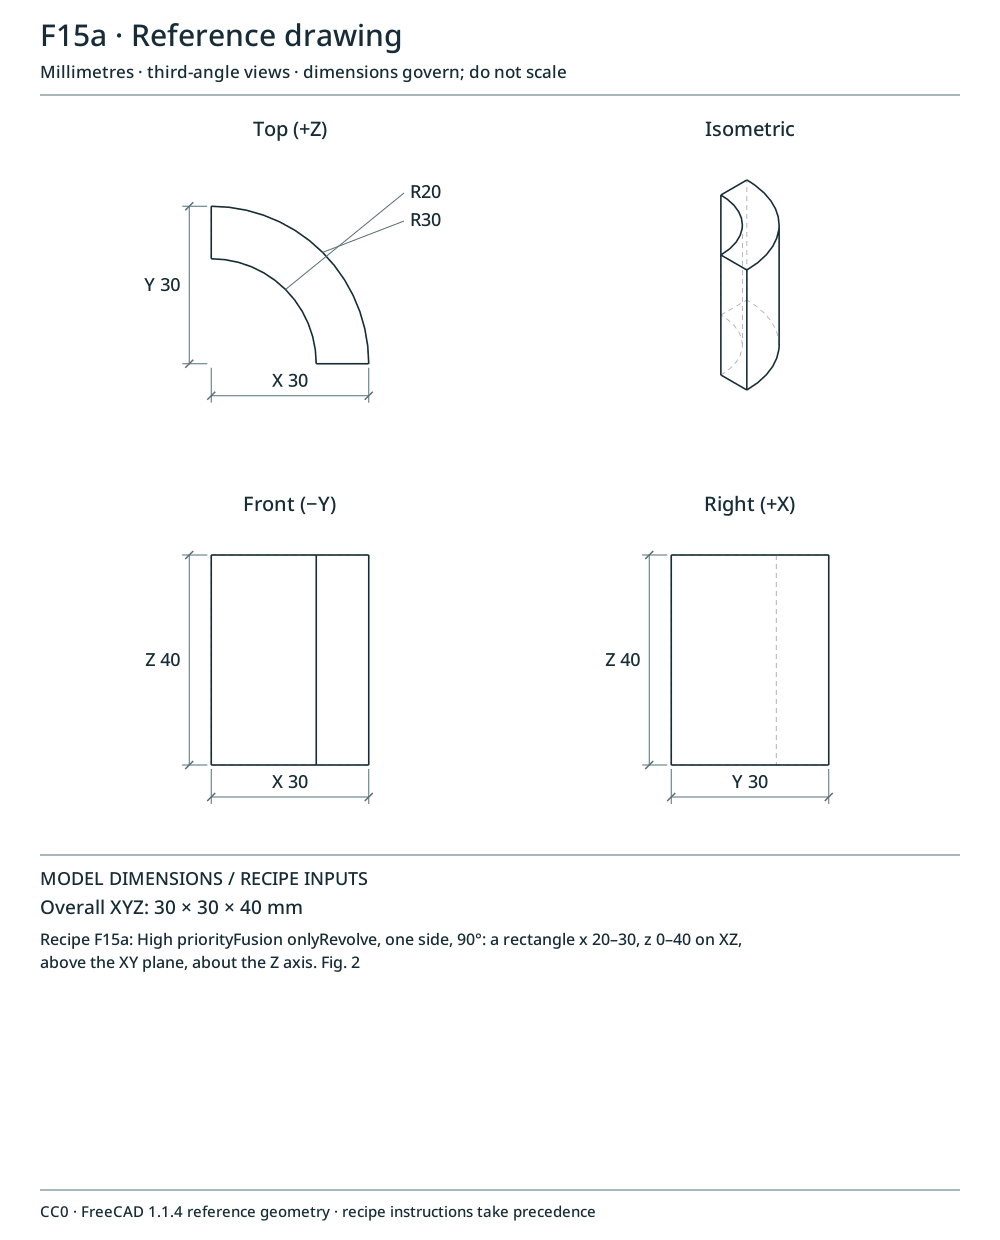 F15a · Reference drawing
Millimetres · third-angle views · dimensions govern; do not scale
Top (+Z)
Isometric
R20
R30
Y 30
X 30
Front (−Y)
Right (+X)
Z 40
Z 40
X 30
Y 30
MODEL DIMENSIONS / RECIPE INPUTS
Overall XYZ: 30 × 30 × 40 mm
Recipe F15a: High priorityFusion onlyRevolve, one side, 90°: a rectangle x 20–30, z 0–40 on XZ,
above the XY plane, about the Z axis. Fig. 2
CC0 · FreeCAD 1.1.4 reference geometry · recipe instructions take precedence